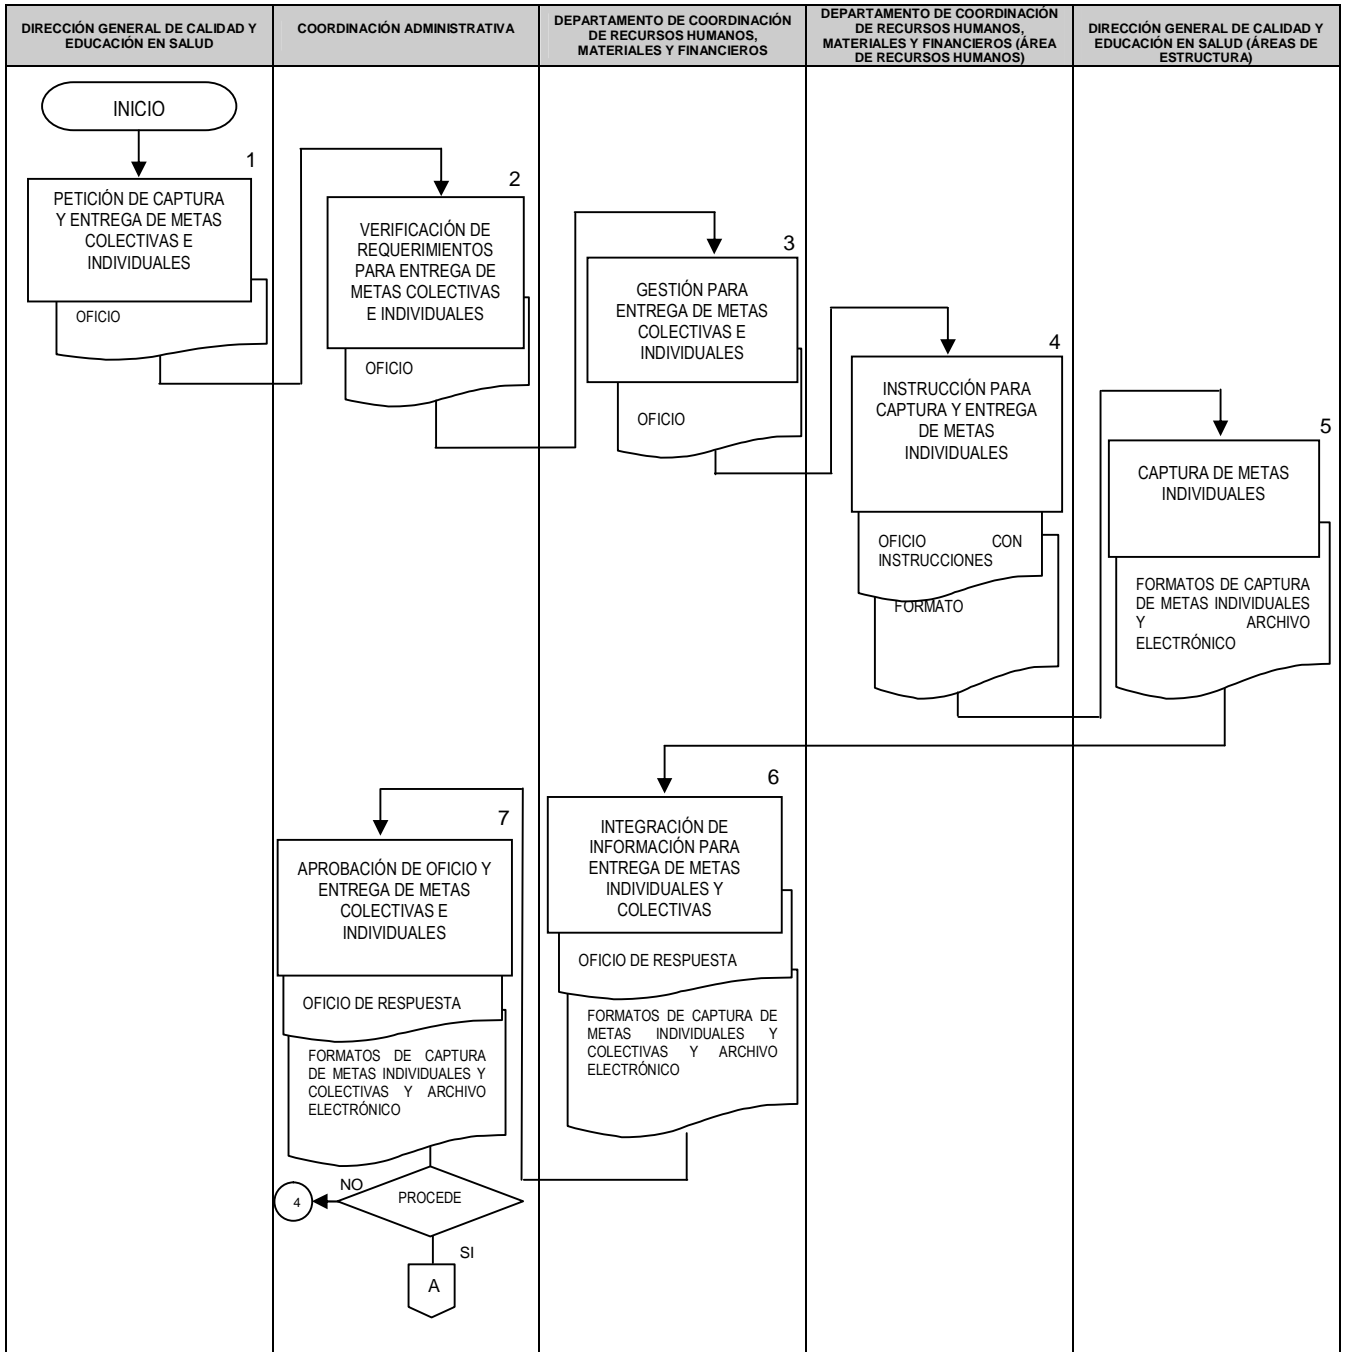 DIRECCIÓN GENERAL DE CALIDAD Y
EDUCACIÓN EN SALUD
COORDINACIÓN ADMINISTRATIVA
DEPARTAMENTO DE COORDINACIÓN
DE RECURSOS HUMANOS,
MATERIALES Y FINANCIEROS
DEPARTAMENTO DE COORDINACIÓN
DE RECURSOS HUMANOS,
MATERIALES Y FINANCIEROS (ÁREA
DE RECURSOS HUMANOS)
DIRECCIÓN GENERAL DE CALIDAD Y
EDUCACIÓN EN SALUD (ÁREAS DE
ESTRUCTURA)
INICIO
1
PETICIÓN DE CAPTURA
Y ENTREGA DE METAS
COLECTIVAS E
INDIVIDUALES
OFICIO
2
VERIFICACIÓN DE
REQUERIMIENTOS
PARA ENTREGA DE
METAS COLECTIVAS
E INDIVIDUALES
OFICIO
3
GESTIÓN PARA
ENTREGA DE METAS
COLECTIVAS E
INDIVIDUALES
OFICIO
4
INSTRUCCIÓN PARA
CAPTURA Y ENTREGA
DE METAS
INDIVIDUALES
OFICIO CON
INSTRUCCIONES
FORMATO
5
CAPTURA DE METAS
INDIVIDUALES
FORMATOS DE CAPTURA
DE METAS INDIVIDUALES
Y ARCHIVO
ELECTRÓNICO
6
INTEGRACIÓN DE
INFORMACIÓN PARA
ENTREGA DE METAS
INDIVIDUALES Y
COLECTIVAS
OFICIO DE RESPUESTA
FORMATOS DE CAPTURA DE
METAS INDIVIDUALES Y
COLECTIVAS Y ARCHIVO
ELECTRÓNICO
7
APROBACIÓN DE OFICIO Y
ENTREGA DE METAS
COLECTIVAS E
INDIVIDUALES
OFICIO DE RESPUESTA
FORMATOS DE CAPTURA
DE METAS INDIVIDUALES Y
COLECTIVAS Y ARCHIVO
ELECTRÓNICO
NO
PROCEDE
4
SI
A